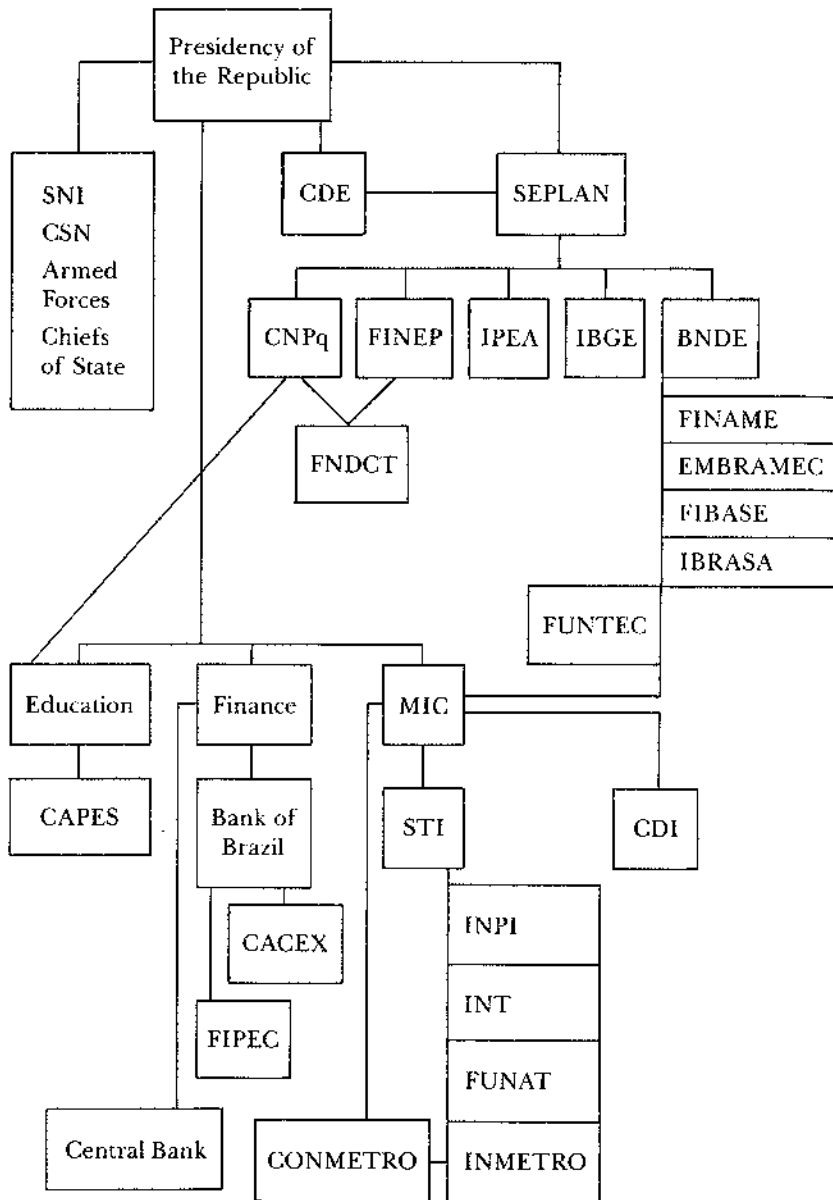 Presidency of
the Republic
SNI
CSN
Armed
Forces
Chiefs
of State
CDE
SEPLAN
CNPq
FINEP
IPEA
IBGE
BNDE
FNDCT
FINAME
EMBRAMEC
FIBASE
IBRASA
FUNTEC
Education
Finance
MIC
CAPES
Bank of
Brazil
STI
CDI
CACEX
FIPEC
INPI
INT
FUNAT
INMETRO
Central Bank
CONMETRO